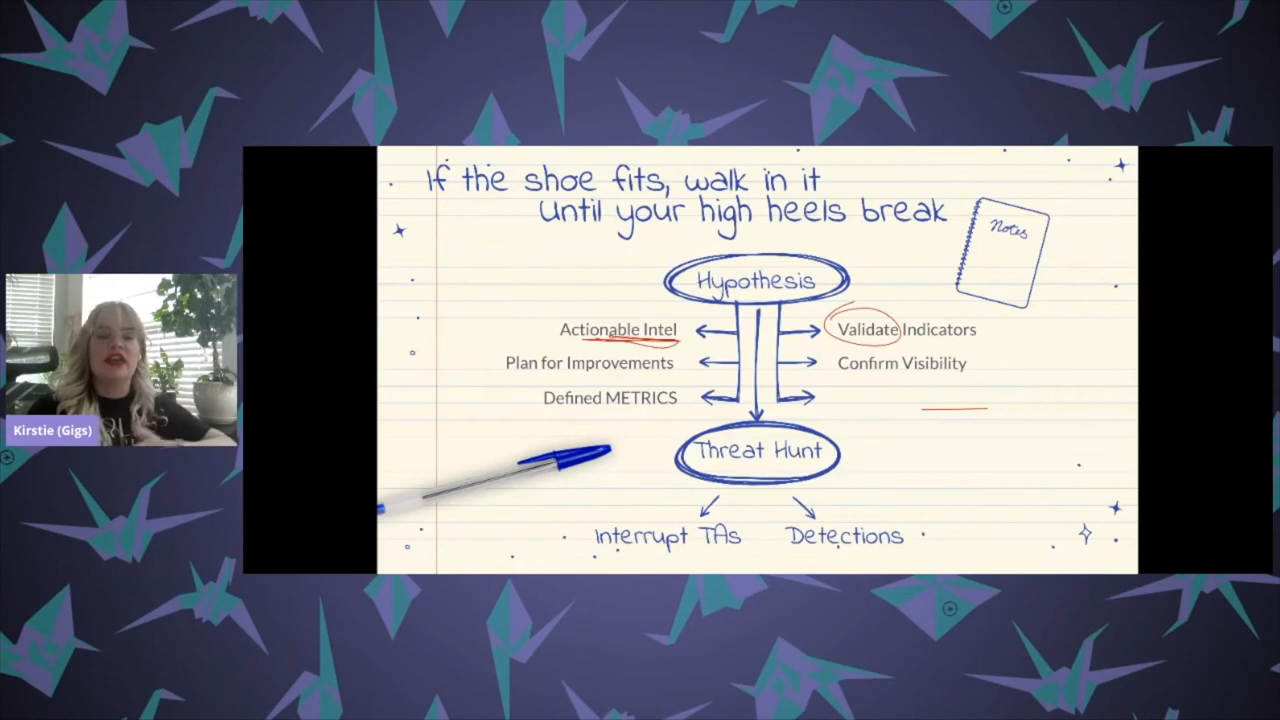 If the shoe fits, walk in it
until your high heels break
Notes
Hypothesis
Actionable Intel
Validate Indicators
Plan for Improvements
Confirm Visibility
Defined METRICS
Kirstie (Gigs)
Threat Hunt
Interrupt TAs
Detections